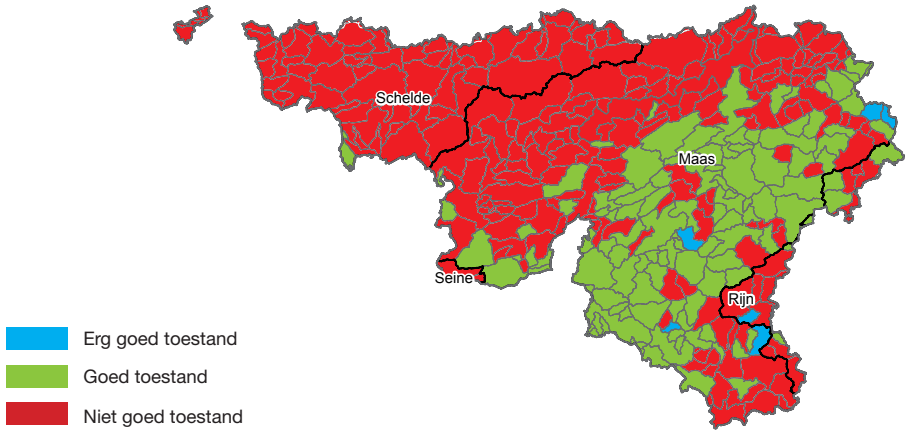 Schelde
Maas
Seine
Rijn
Erg goed toestand
Goed toestand
Niet goed toestand